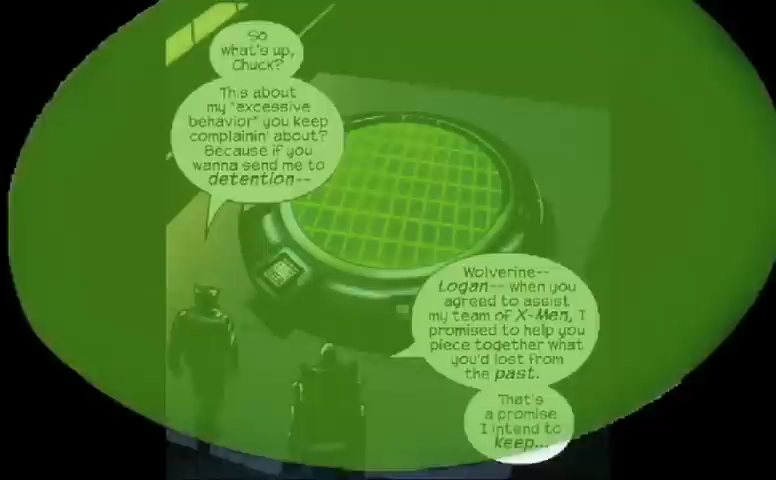 So
what's up,
Chuck?
This about
my "excessive
behavior" you keep
complainin' about?
Because if you
wanna send me to
detention--
Wolverine--
Logan-- when you
agreed to assist
my team of X-Men, I
promised to help you
piece together what
you'd lost from
the past.
That's
a promise
I intend to
keep...